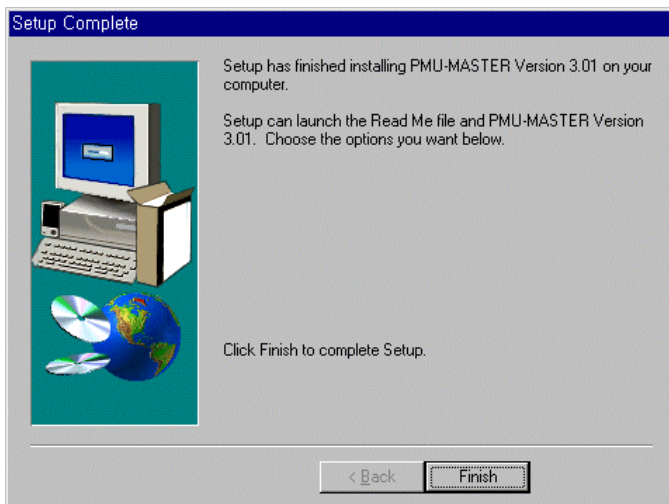 Setup Complete
Setup has finished installing PMU-MASTER Version 3.01 on your
computer.
Setup can launch the Read Me file and PMU-MASTER Version
3.01.  Choose the options you want below.
Click Finish to complete Setup.
< Back
Finish